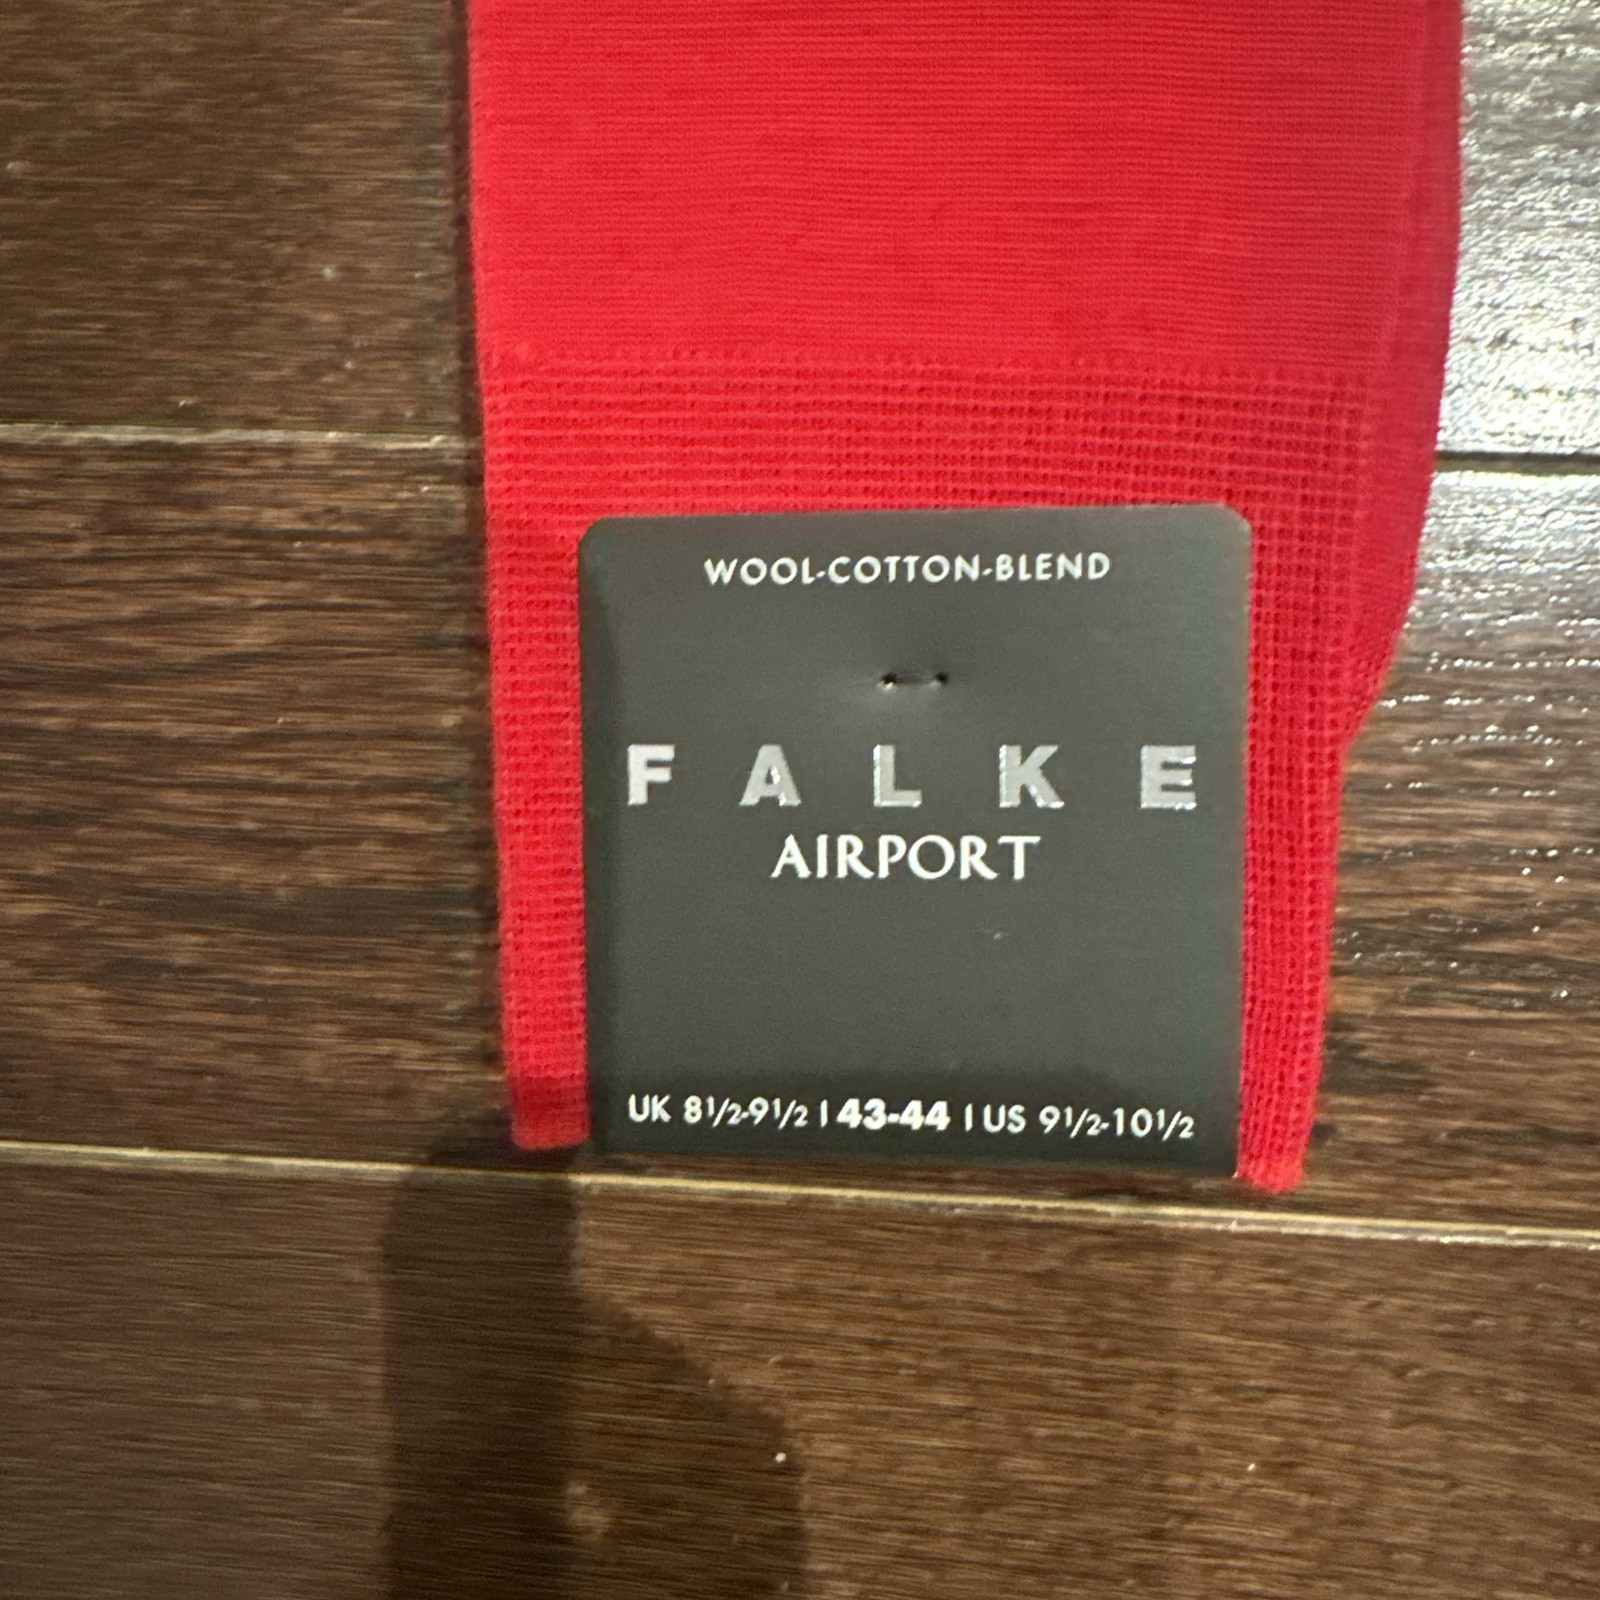 WOOL-COTTON-BLEND
FALKE
AIRPORT
UK 8½-9½ | 43-44 | US 9½-10½